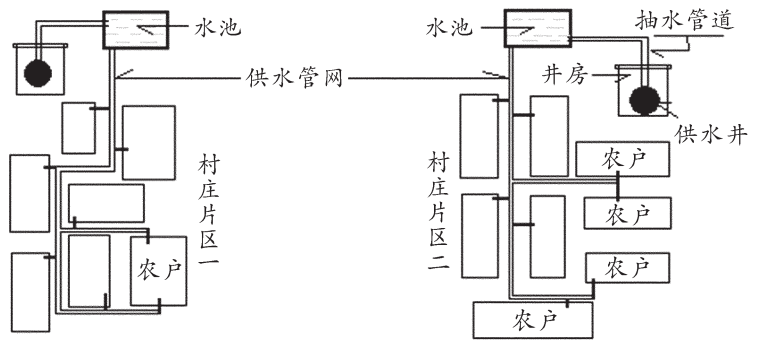 水池
水池
抽水管道
供水管网
井房
供水井
村庄片区一
村庄片区二
农户
农户
农户
农户
农户